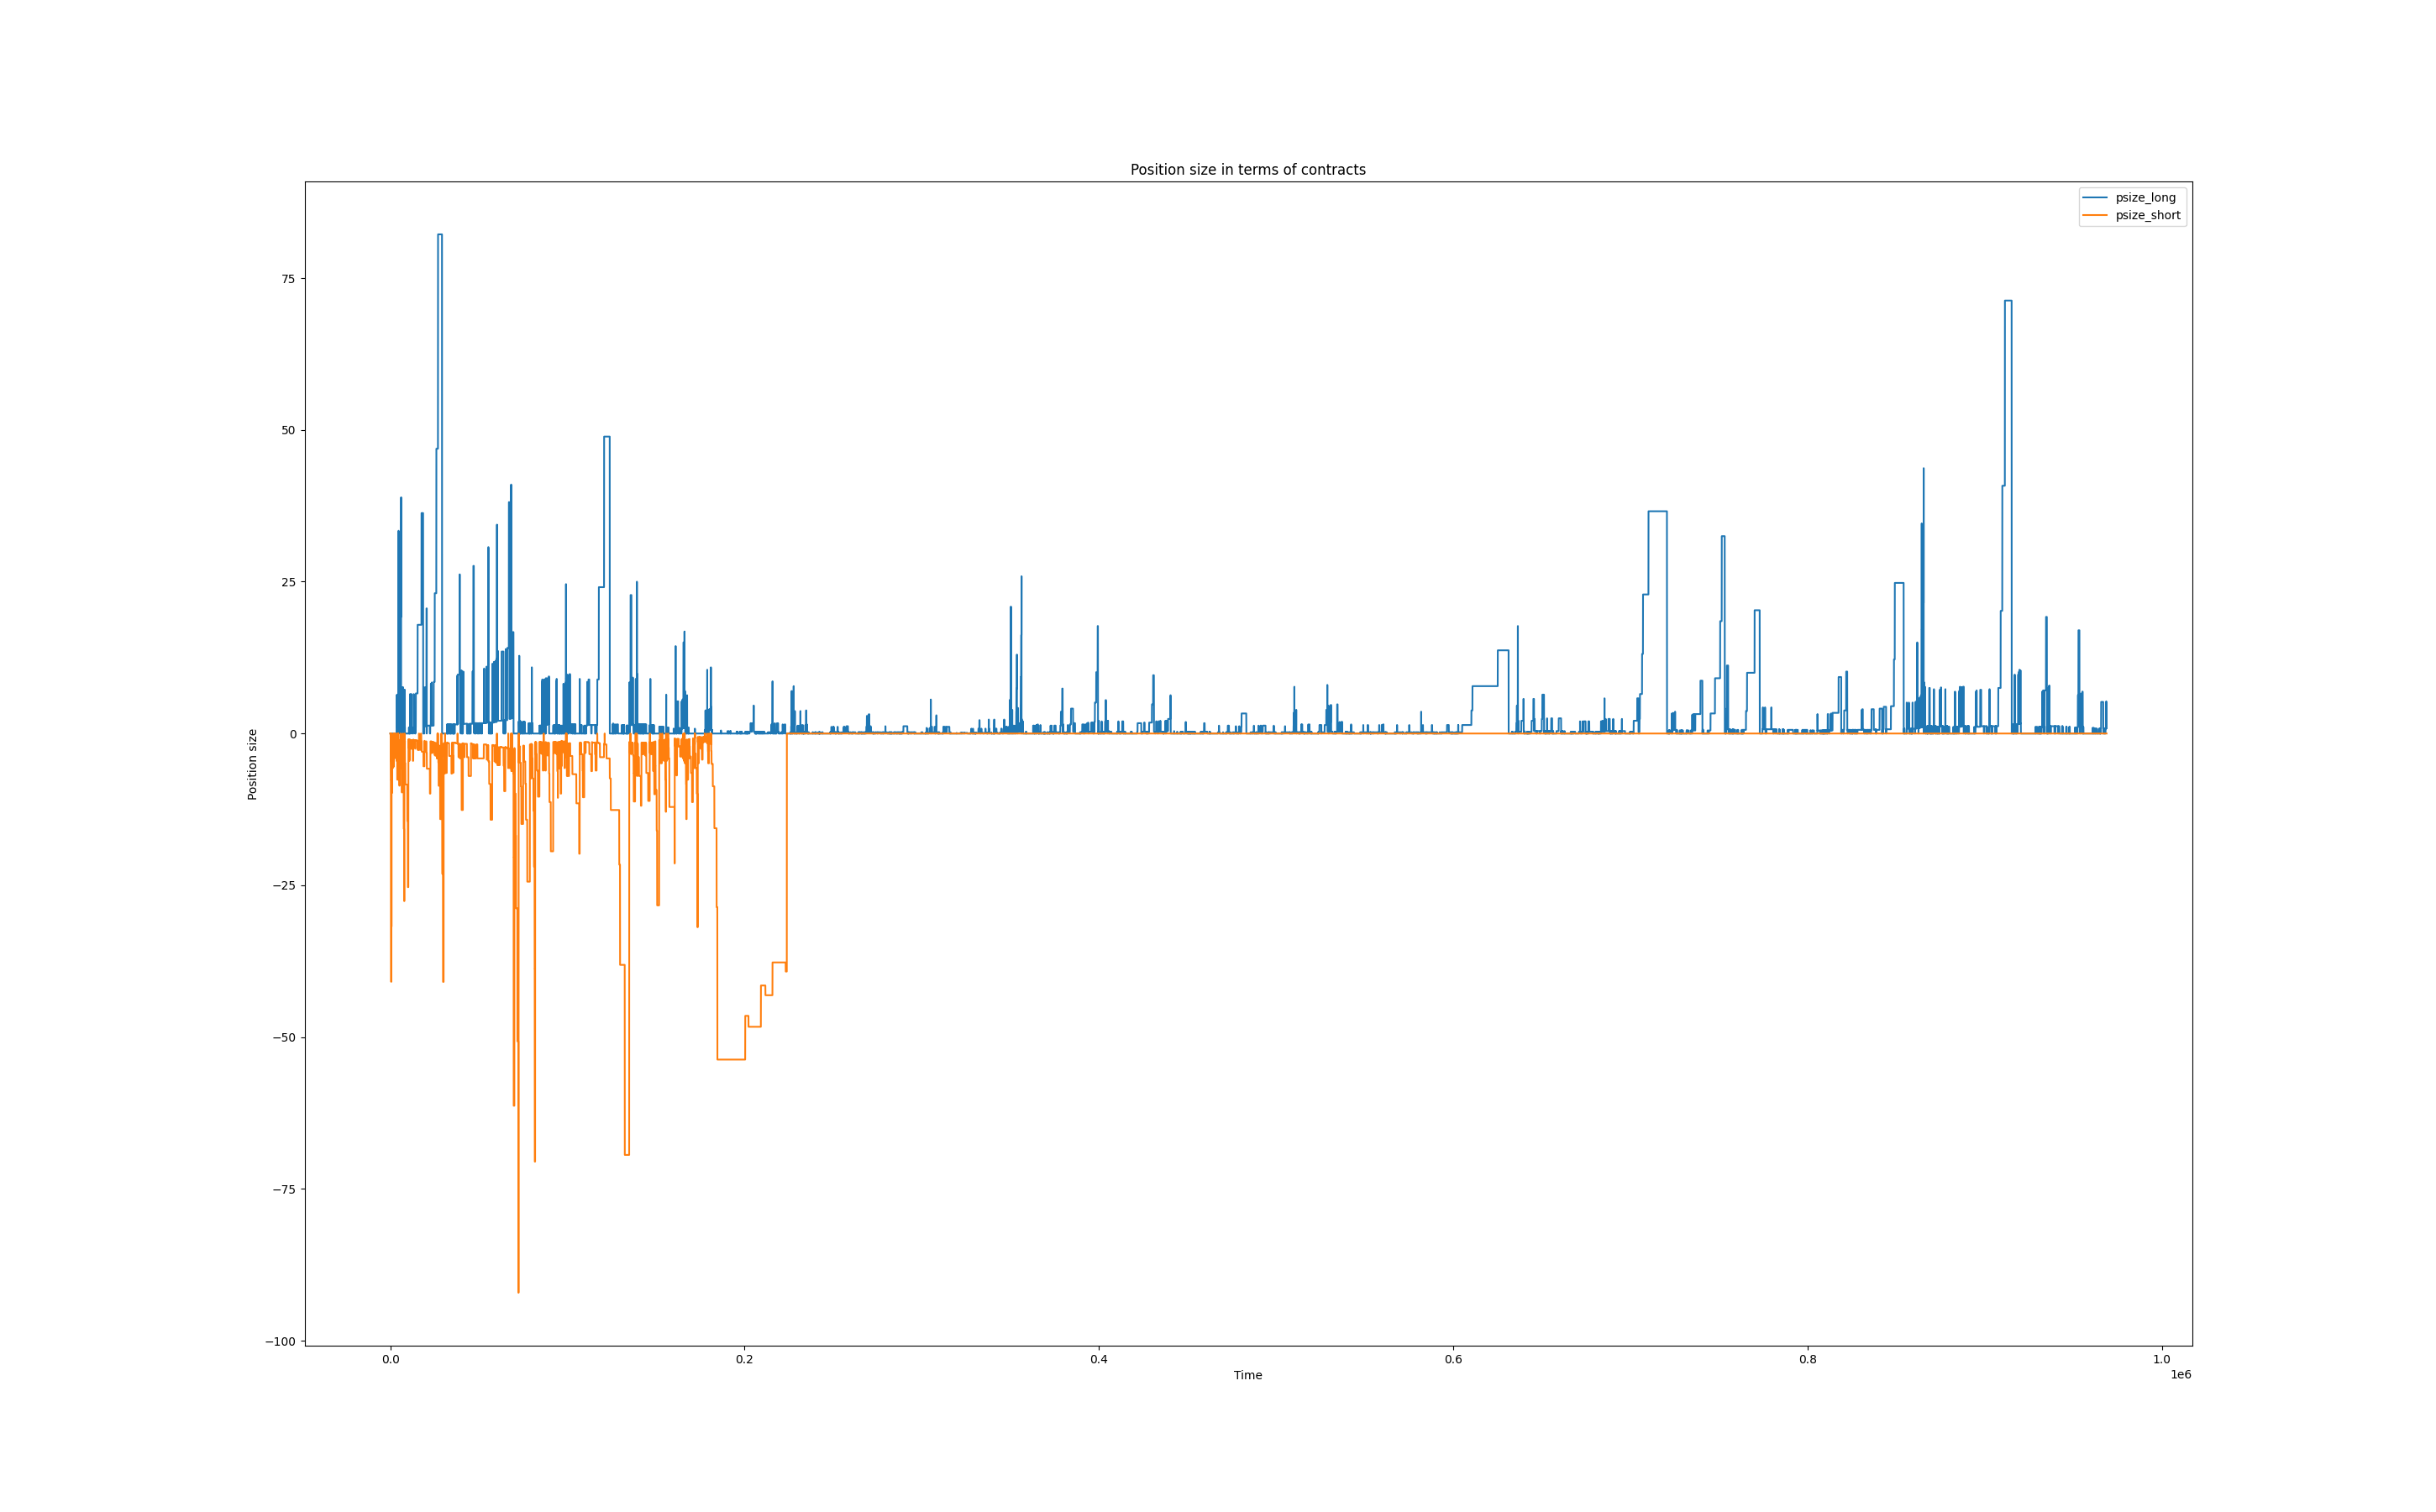 Position size in terms of contracts
psize_long
psize_short
Position size
75
50
25
0
−25
−50
−75
−100
0.0
0.2
0.4
0.6
0.8
1.0
1e6
Time